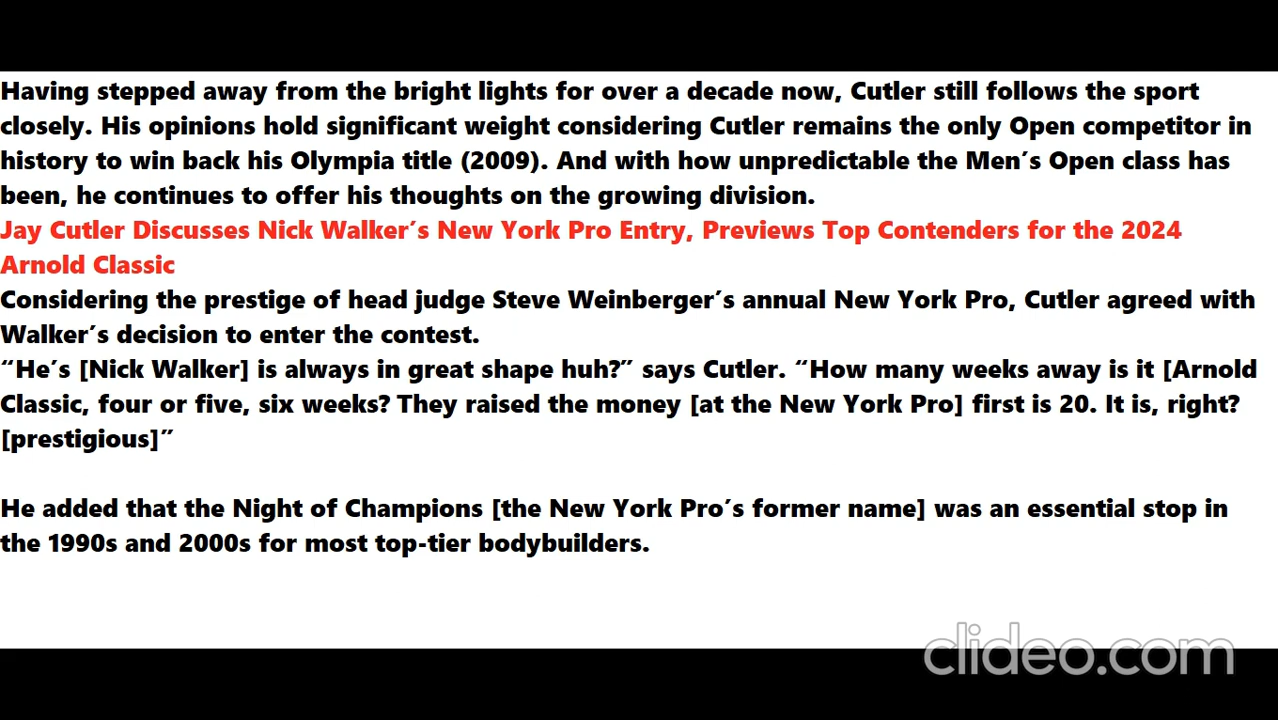 Having stepped away from the bright lights for over a decade now, Cutler still follows the sport
closely. His opinions hold significant weight considering Cutler remains the only Open competitor in
history to win back his Olympia title (2009). And with how unpredictable the Men′s Open class has
been, he continues to offer his thoughts on the growing division.
Jay Cutler Discusses Nick Walker′s New York Pro Entry, Previews Top Contenders for the 2024
Arnold Classic
Considering the prestige of head judge Steve Weinberger′s annual New York Pro, Cutler agreed with
Walker′s decision to enter the contest.
“He′s [Nick Walker] is always in great shape huh?” says Cutler. “How many weeks away is it [Arnold
Classic, four or five, six weeks? They raised the money [at the New York Pro] first is 20. It is, right?
[prestigious]”
He added that the Night of Champions [the New York Pro′s former name] was an essential stop in
the 1990s and 2000s for most top-tier bodybuilders.
clideo.com